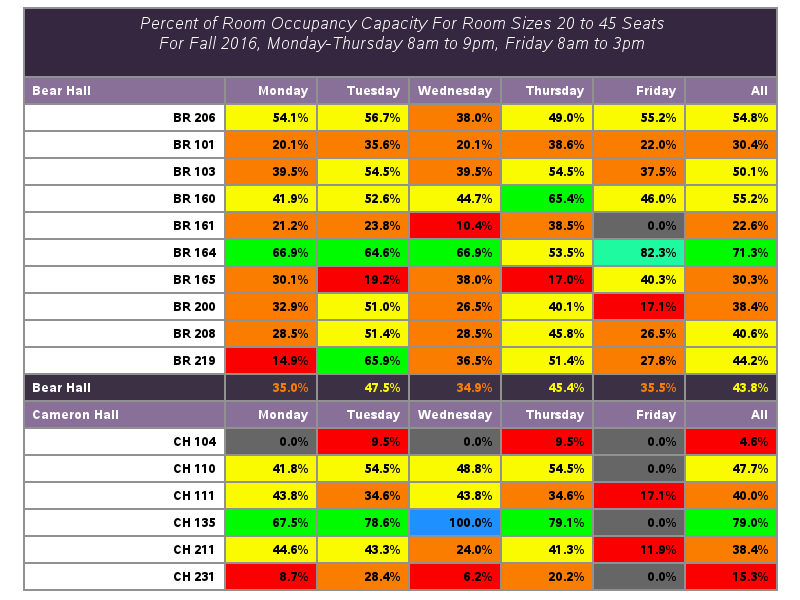 Percent of Room Occupancy Capacity For Room Sizes 20 to 45 Seats
For Fall 2016, Monday-Thursday 8am to 9pm, Friday 8am to 3pm
Bear Hall Monday Tuesday Wednesday Thursday Friday All
BR 206 54.1% 56.7% 38.0% 49.0% 55.2% 54.8%
BR 101 20.1% 35.6% 20.1% 38.6% 22.0% 30.4%
BR 103 39.5% 54.5% 39.5% 54.5% 37.5% 50.1%
BR 160 41.9% 52.6% 44.7% 65.4% 46.0% 55.2%
BR 161 21.2% 23.8% 10.4% 38.5% 0.0% 22.6%
BR 164 66.9% 64.6% 66.9% 53.5% 82.3% 71.3%
BR 165 30.1% 19.2% 38.0% 17.0% 40.3% 30.3%
BR 200 32.9% 51.0% 26.5% 40.1% 17.1% 38.4%
BR 208 28.5% 51.4% 28.5% 45.8% 26.5% 40.6%
BR 219 14.9% 65.9% 36.5% 51.4% 27.8% 44.2%
Bear Hall 35.0% 47.5% 34.9% 45.4% 35.5% 43.8%
Cameron Hall Monday Tuesday Wednesday Thursday Friday All
CH 104 0.0% 9.5% 0.0% 9.5% 0.0% 4.6%
CH 110 41.8% 54.5% 48.8% 54.5% 0.0% 47.7%
CH 111 43.8% 34.6% 43.8% 34.6% 17.1% 40.0%
CH 135 67.5% 78.6% 100.0% 79.1% 0.0% 79.0%
CH 211 44.6% 43.3% 24.0% 41.3% 11.9% 38.4%
CH 231 8.7% 28.4% 6.2% 20.2% 0.0% 15.3%